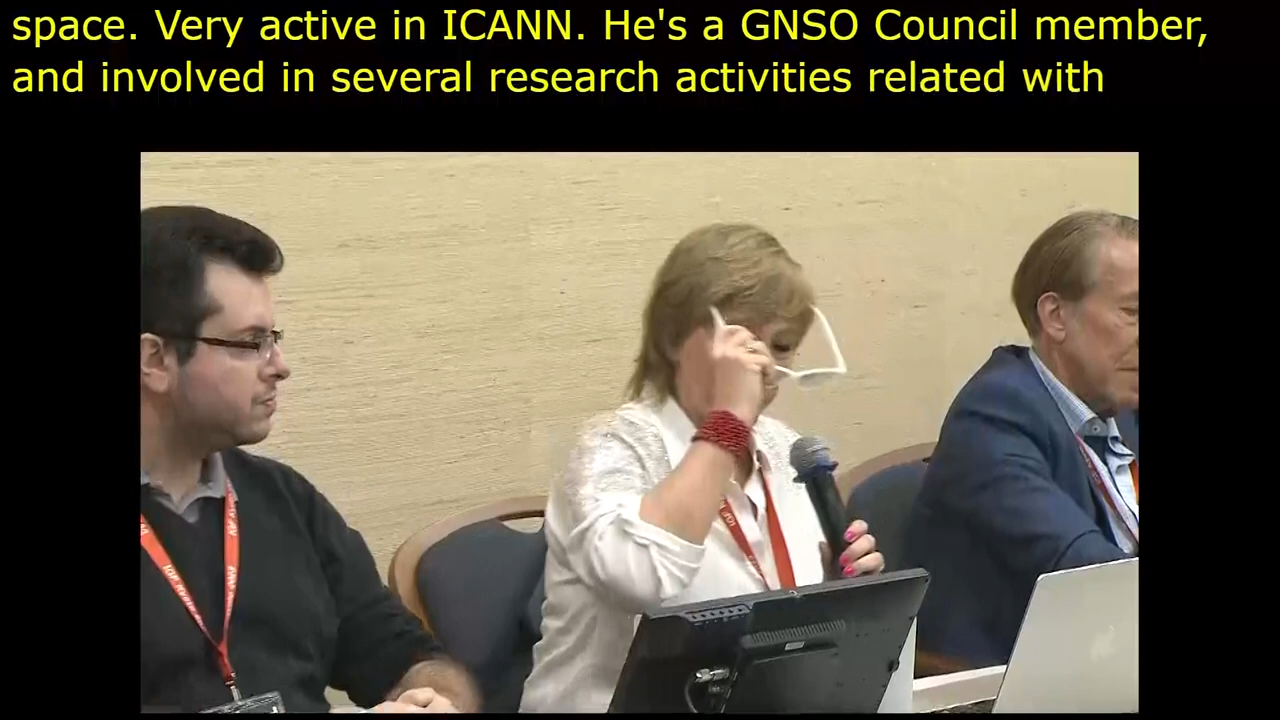 space. Very active in ICANN. He's a GNSO Council member,
and involved in several research activities related with